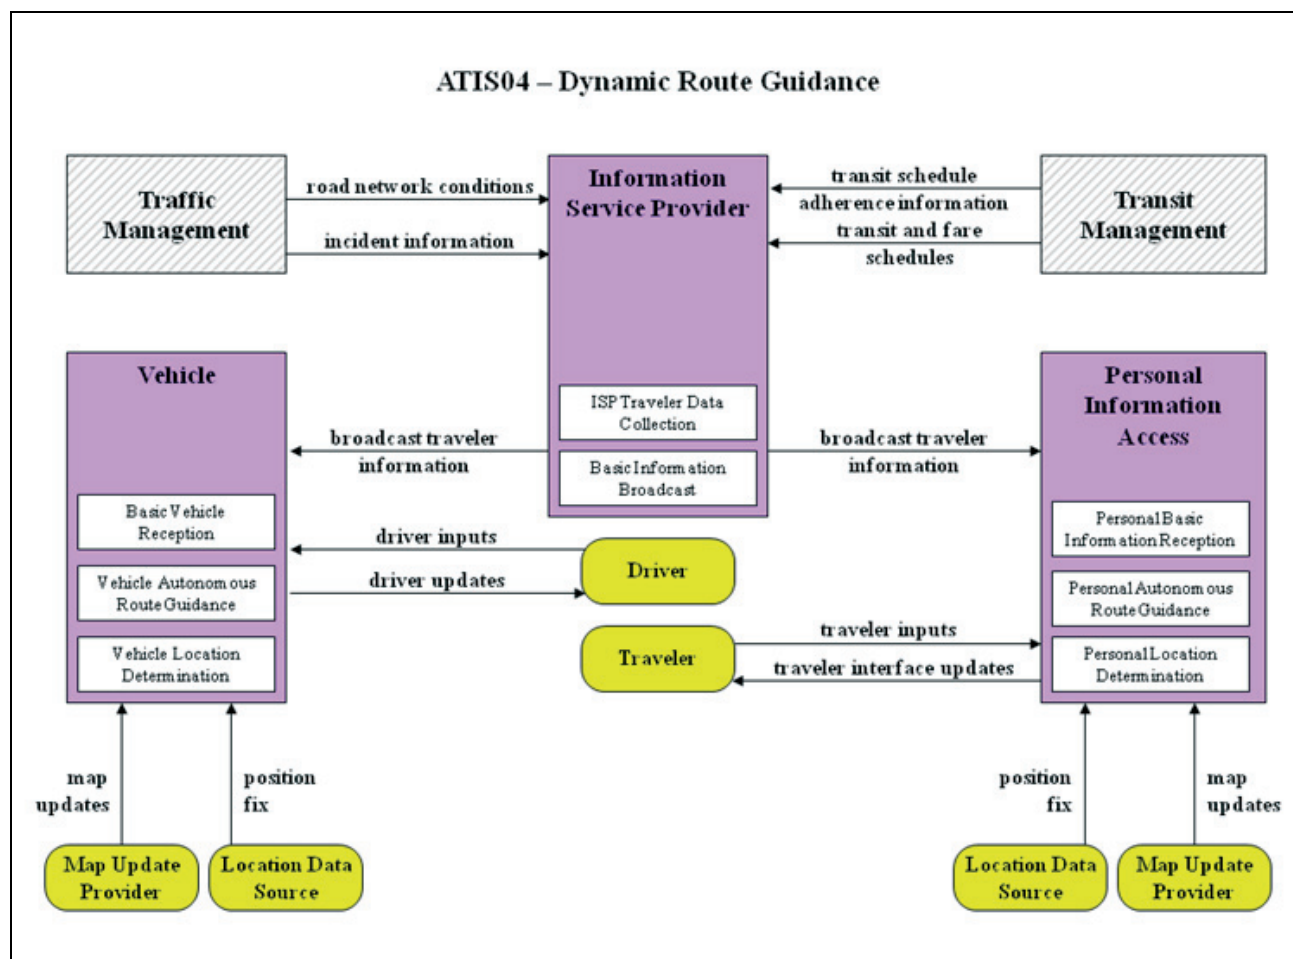 ATIS04 – Dynamic Route Guidance
Traffic
Management
road network conditions
incident information
Information
Service Provider
transit schedule
adherence information
transit and fare
schedules
Transit
Management
Vehicle
ISP Traveler Data
Collection
Basic Information
Broadcast
broadcast traveler
information
broadcast traveler
information
Personal
Information
Access
Basic Vehicle
Reception
Vehicle Autonomous
Route Guidance
Vehicle Location
Determination
driver inputs
driver updates
Driver
Traveler
traveler inputs
traveler interface updates
Personal Basic
Information Reception
Personal Autonomous
Route Guidance
Personal Location
Determination
map
updates
position
fix
position
fix
map
updates
Map Update
Provider
Location Data
Source
Location Data
Source
Map Update
Provider